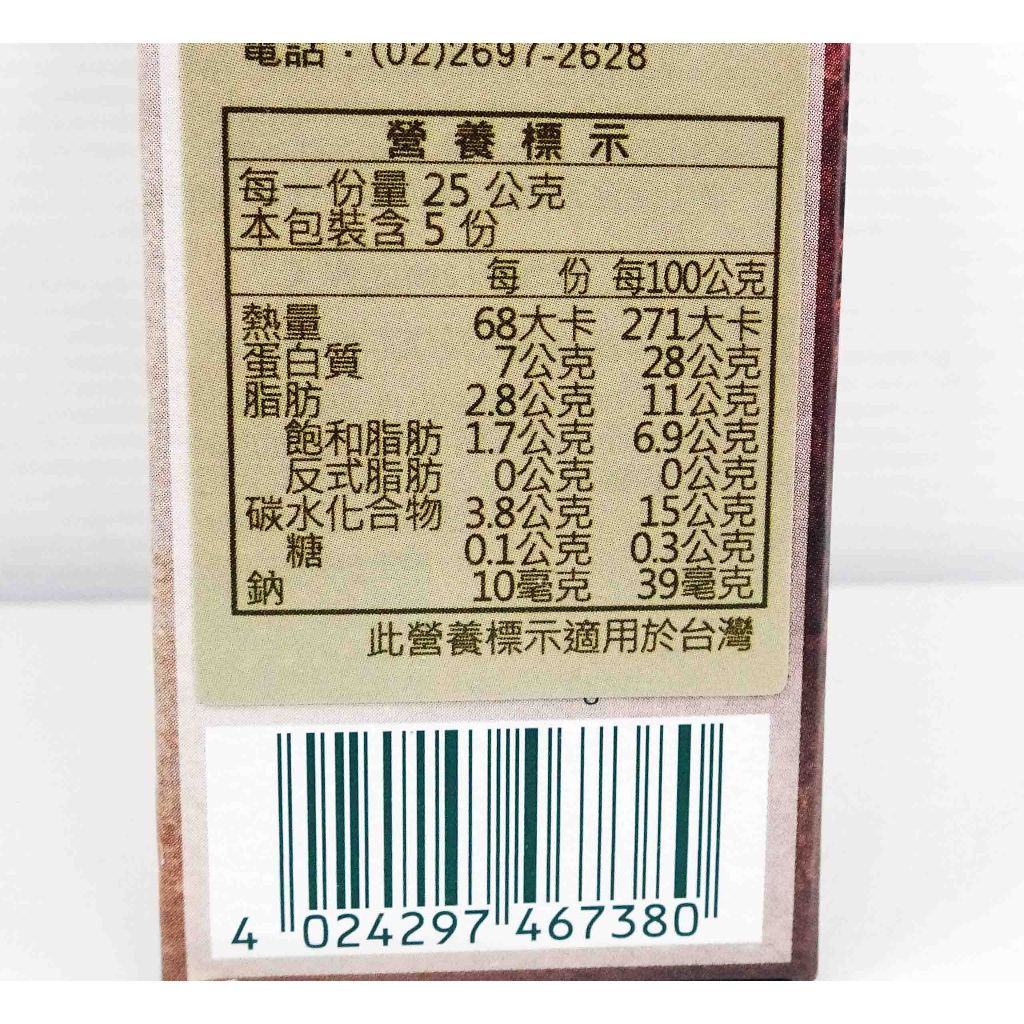 電話：(02)2697-2628
營養標示
每一份量 25 公克
本包裝含 5 份
每 份 每100公克
熱量 68大卡 271大卡
蛋白質 7公克 28公克
脂肪 2.8公克 11公克
飽和脂肪 1.7公克 6.9公克
反式脂肪 0公克 0公克
碳水化合物 3.8公克 15公克
糖 0.1公克 0.3公克
鈉 10毫克 39毫克
此營養標示適用於台灣
4 024297 467380